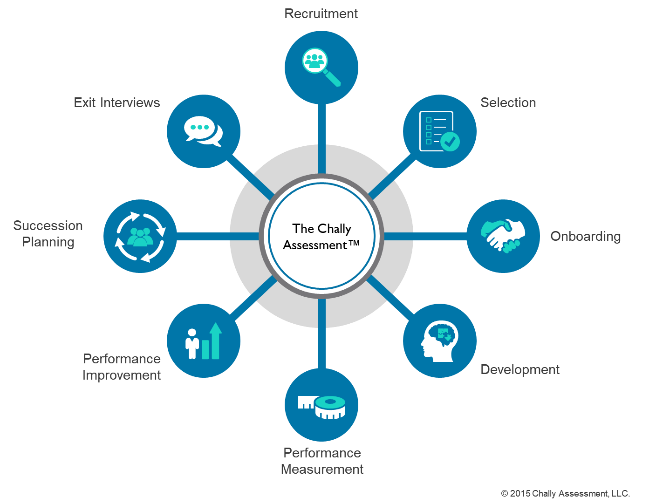 Recruitment
Exit Interviews
Selection
The Chally
Assessment™
Succession
Planning
Onboarding
Performance
Improvement
Development
Performance
Measurement
© 2015 Chally Assessment, LLC.